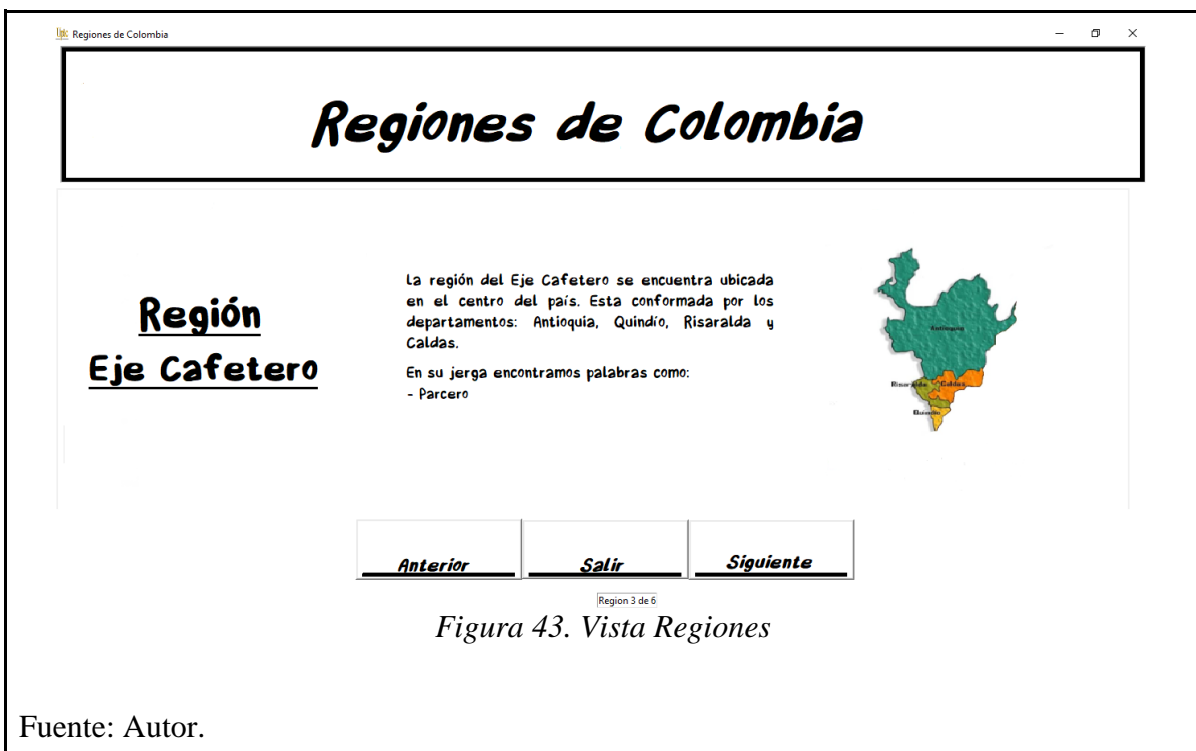 Uptc Regiones de Colombia
Regiones de Colombia
Región
Eje Cafetero
La región del Eje Cafetero se encuentra ubicada
en el centro del país. Esta conformada por los
departamentos: Antioquia, Quindío, Risaralda y
Caldas.
En su jerga encontramos palabras como:
- Parcero
Antioquia
Risaralda
Caldas
Quindío
Anterior
Salir
Siguiente
Region 3 de 6
Figura 43. Vista Regiones
Fuente: Autor.